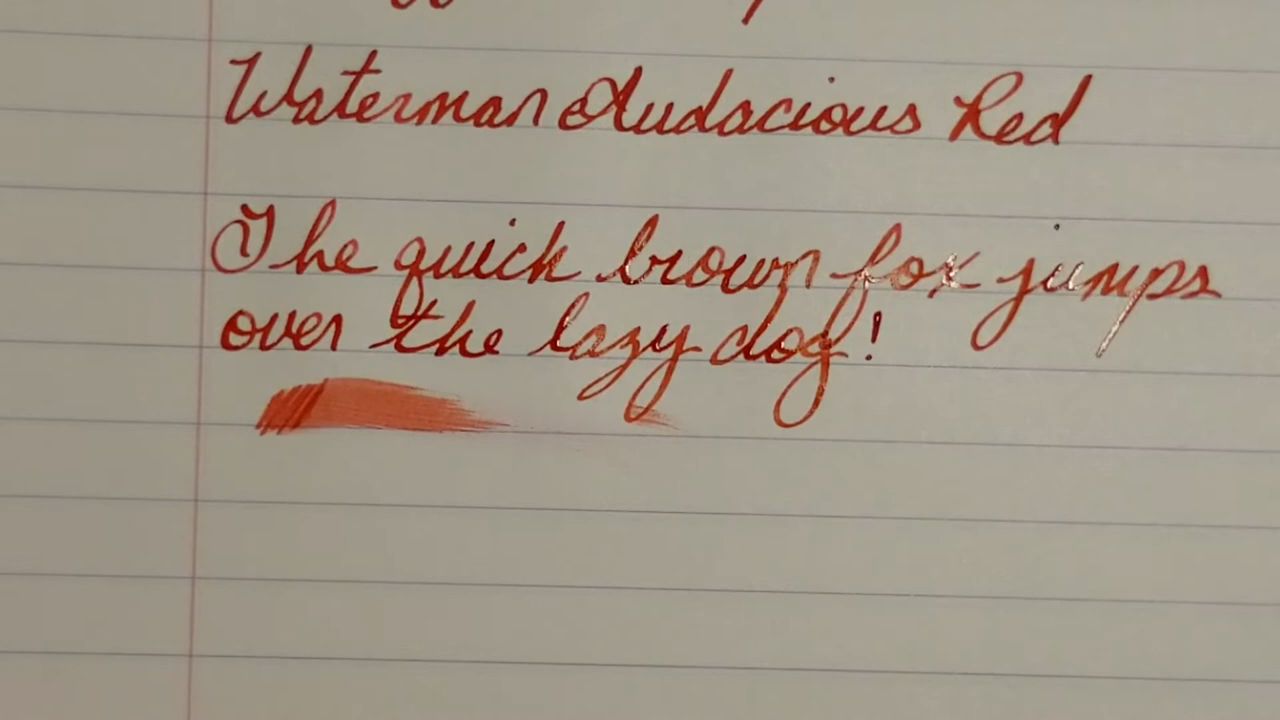 Waterman Audacious Red
The quick brown fox jumps
over the lazy dog!